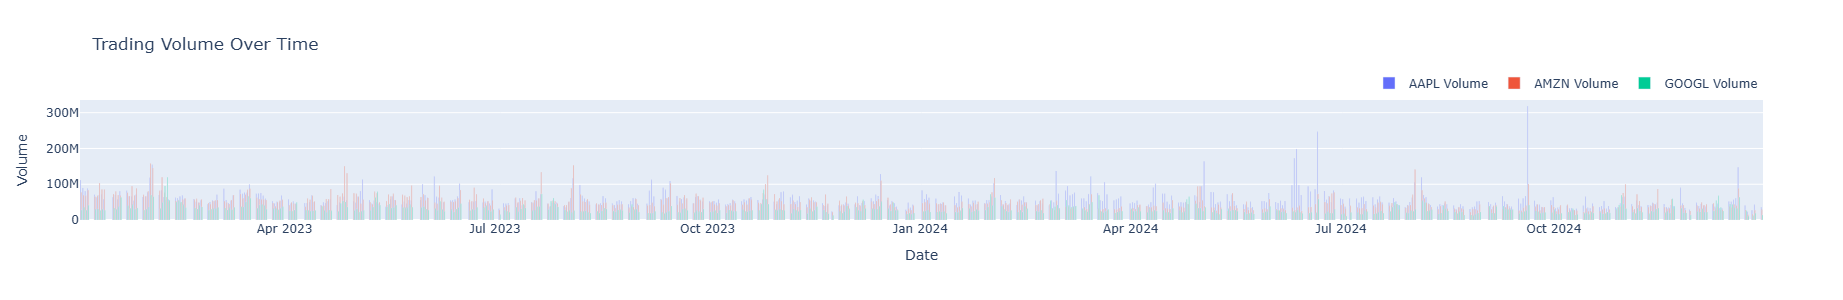 Trading Volume Over Time
AAPL Volume AMZN Volume GOOGL Volume
300M
200M
100M
0
Volume
Apr 2023 Jul 2023 Oct 2023 Jan 2024 Apr 2024 Jul 2024 Oct 2024
Date